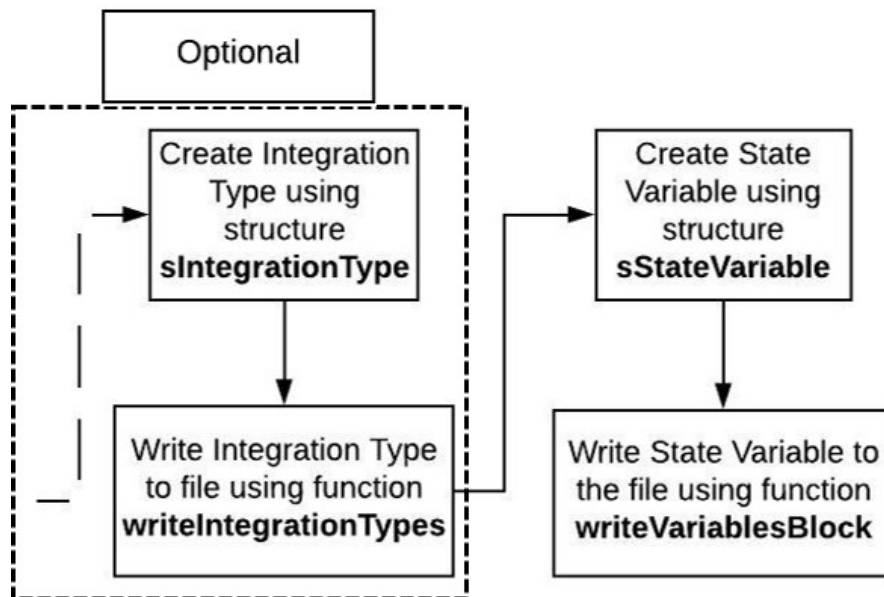 Optional
Create Integration
Type using
structure
sIntegrationType
Write Integration Type
to file using function
writeIntegrationTypes
Create State
Variable using
structure
sStateVariable
Write State Variable to
the file using function
writeVariablesBlock